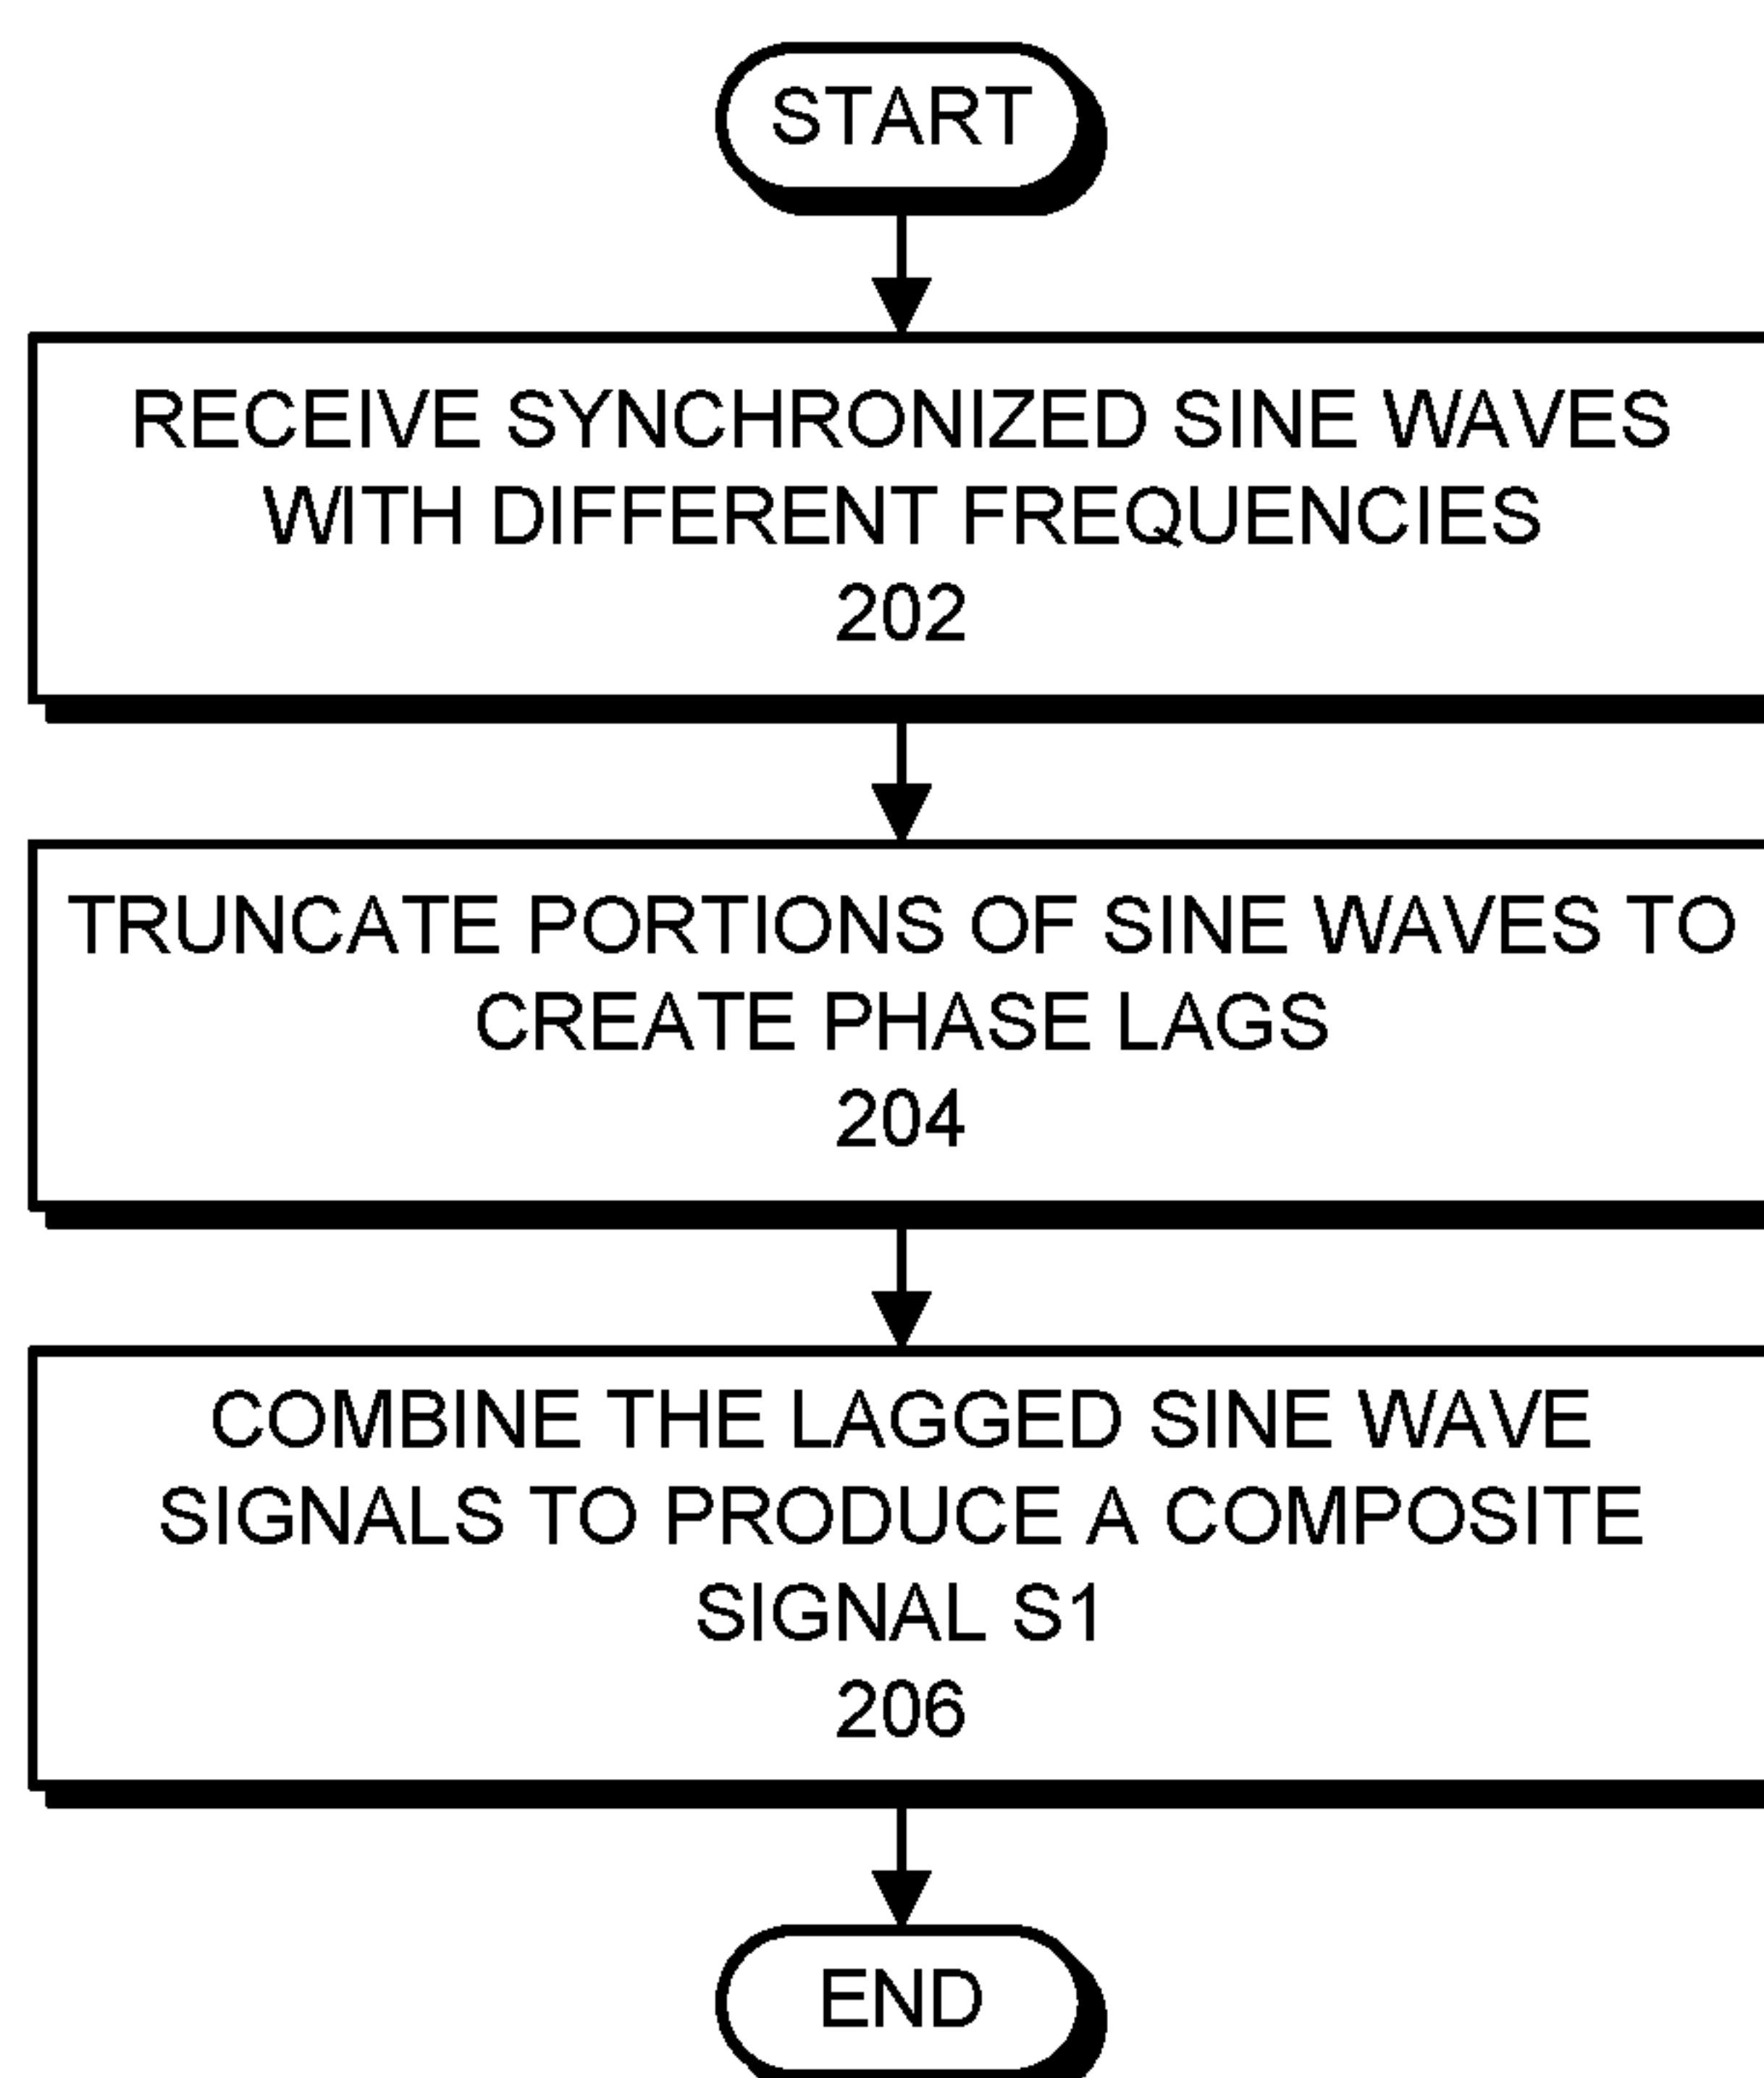 START
RECEIVE SYNCHRONIZED SINE WAVES
WITH DIFFERENT FREQUENCIES
202
TRUNCATE PORTIONS OF SINE WAVES TO
CREATE PHASE LAGS
204
COMBINE THE LAGGED SINE WAVE
SIGNALS TO PRODUCE A COMPOSITE
SIGNAL S1
206
END